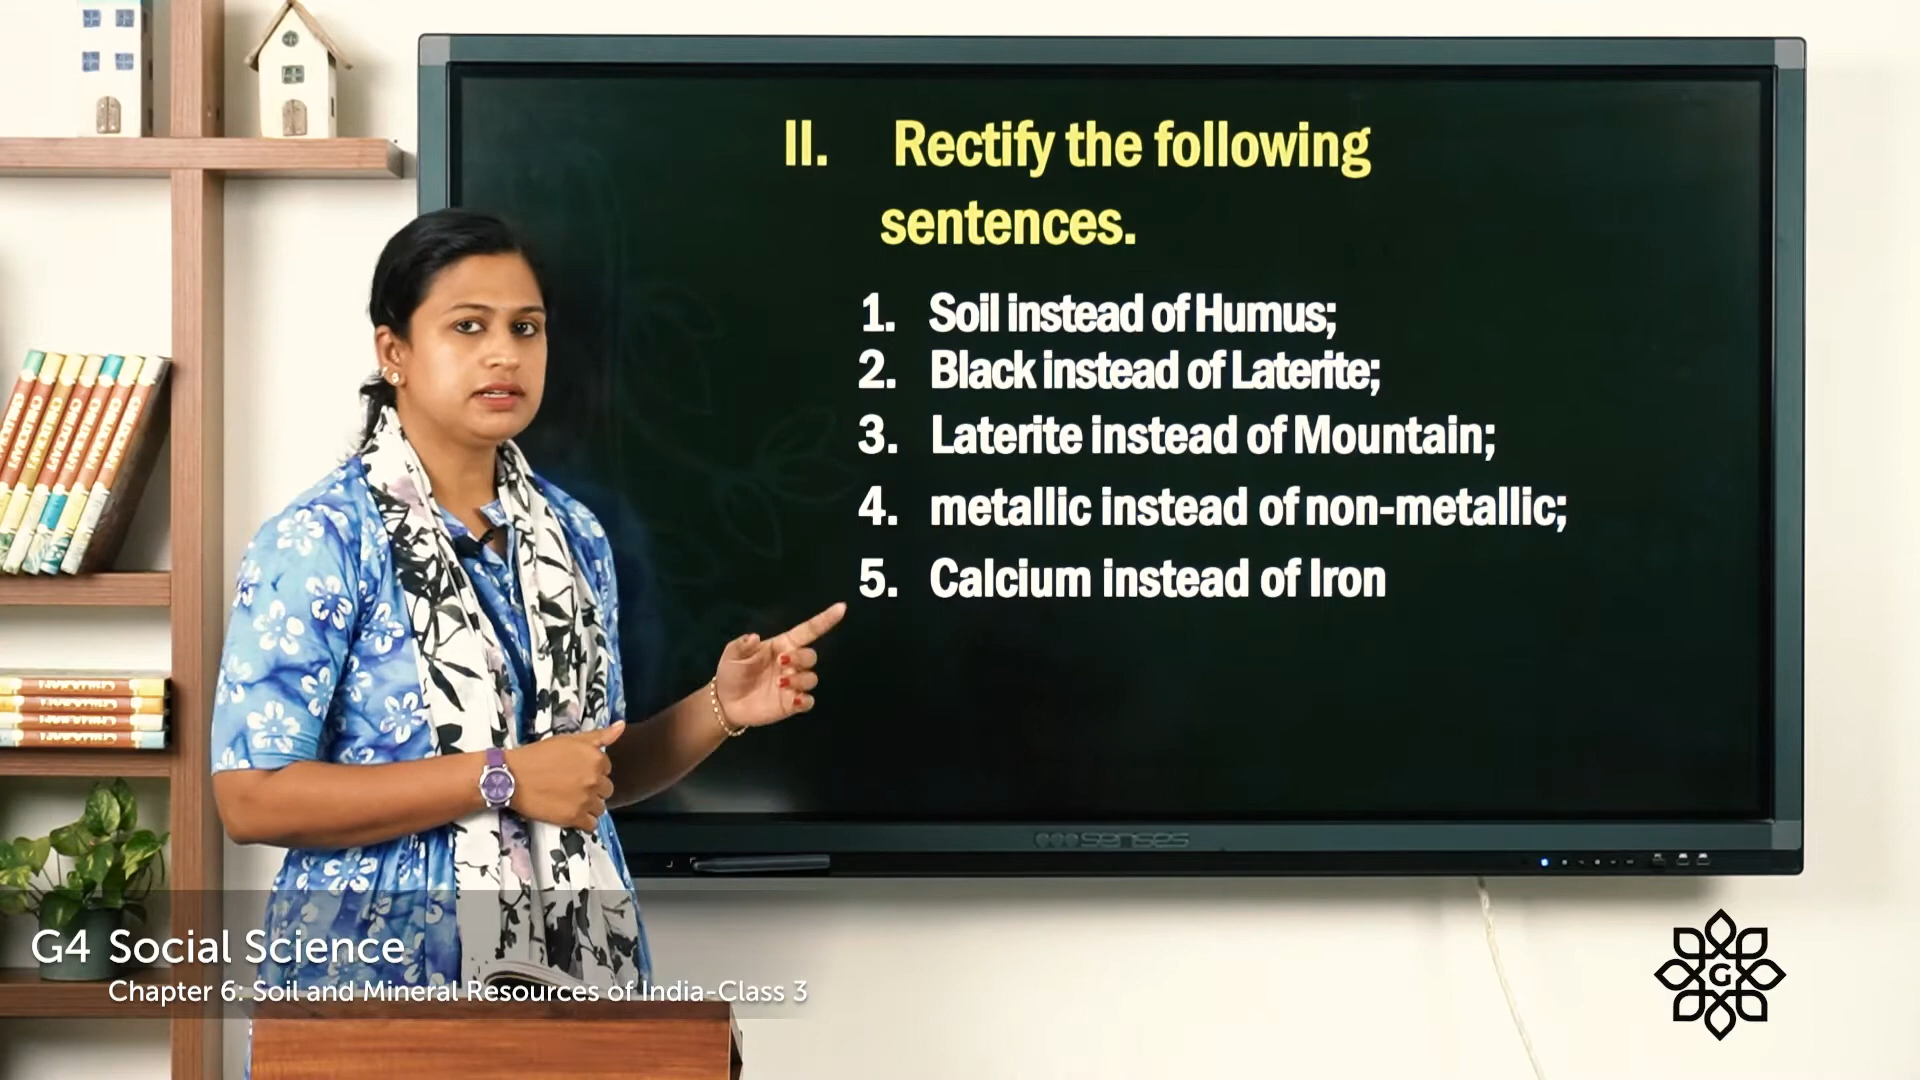 II. Rectify the following
sentences.
1. Soil instead of Humus;
2. Black instead of Laterite;
3. Laterite instead of Mountain;
4. metallic instead of non-metallic;
5. Calcium instead of Iron
senses
G4 Social Science
Chapter 6: Soil and Mineral Resources of India-Class 3
G